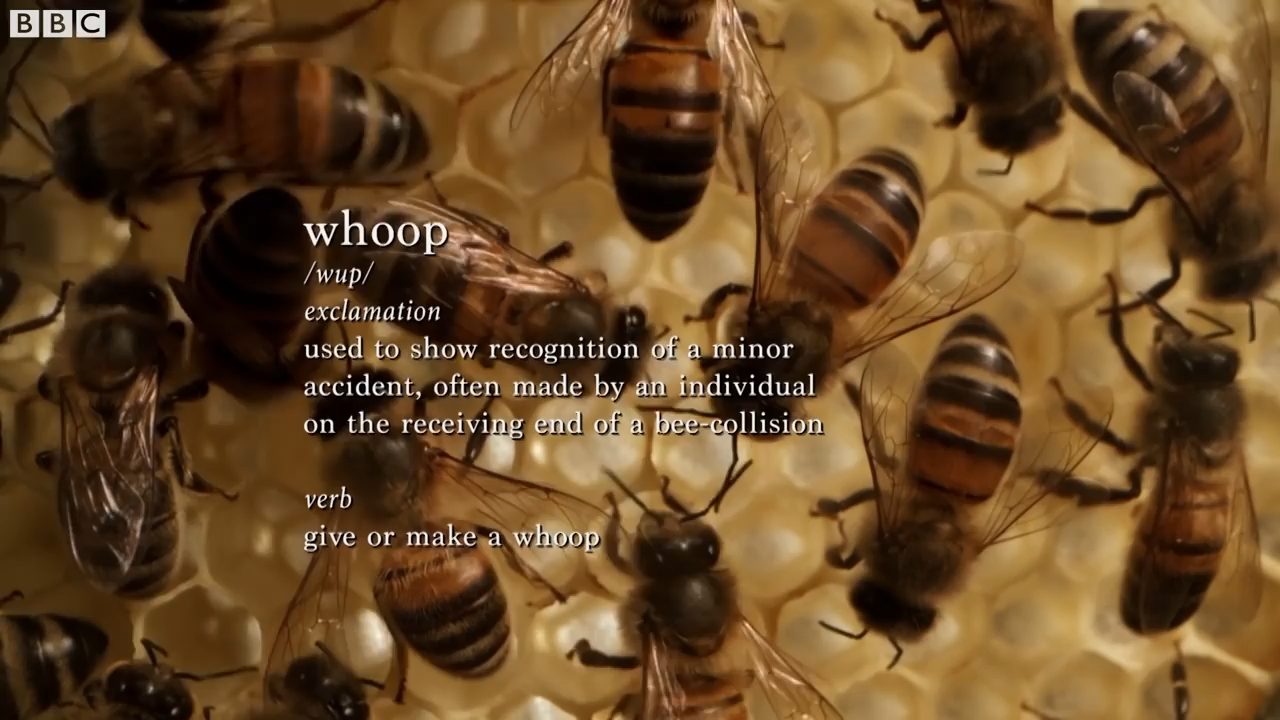 BBC
whoop
/wup/
exclamation
used to show recognition of a minor
accident, often made by an individual
on the receiving end of a bee-collision
verb
give or make a whoop